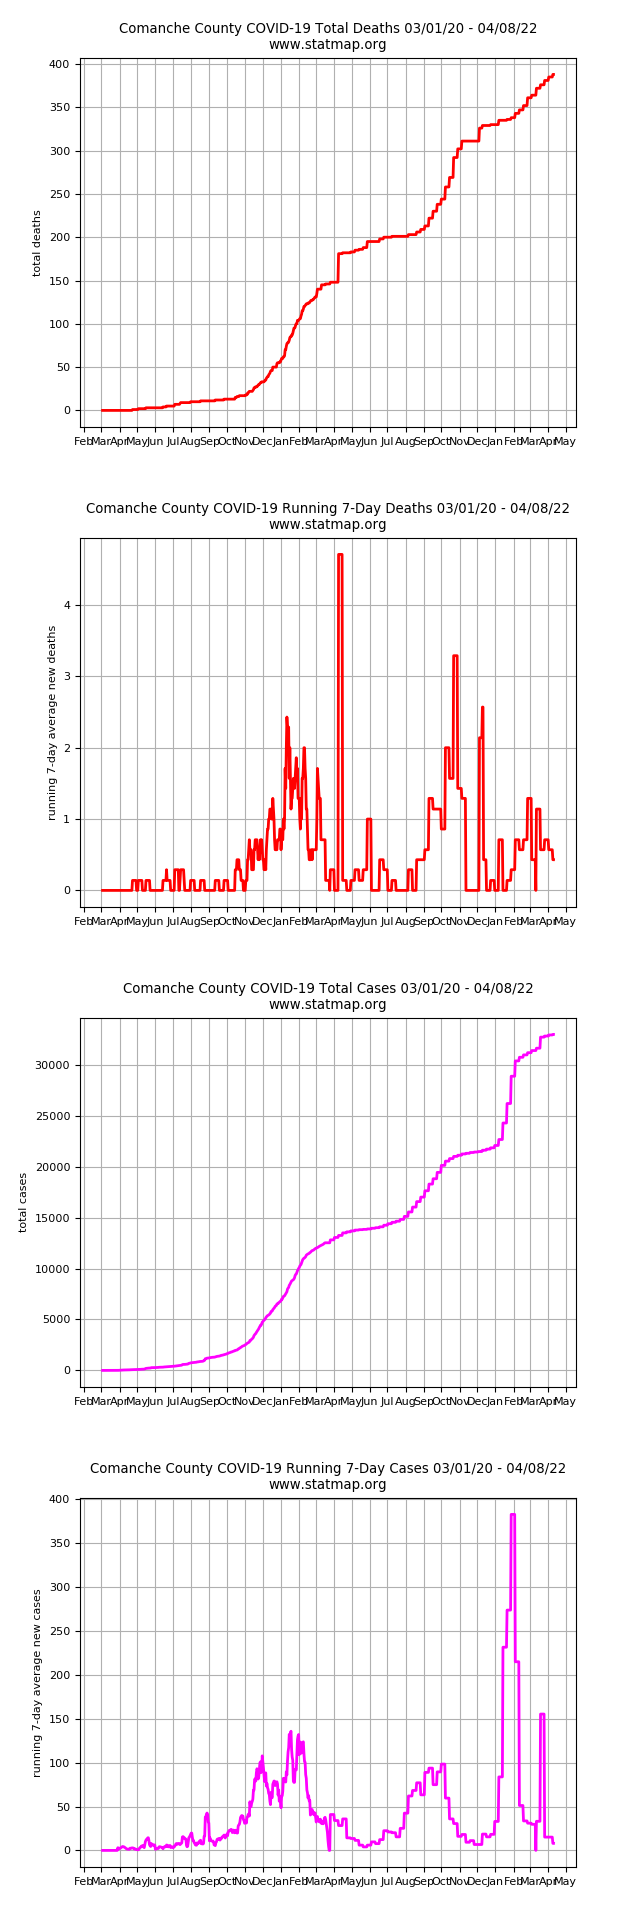 Comanche County COVID-19 Total Deaths 03/01/20 - 04/08/22
www.statmap.org
400
350
300
250
200
150
100
50
0
total deaths
Feb Mar Apr May Jun Jul Aug Sep Oct Nov Dec Jan Feb Mar Apr May Jun Jul Aug Sep Oct Nov Dec Jan Feb Mar Apr May
Comanche County COVID-19 Running 7-Day Deaths 03/01/20 - 04/08/22
www.statmap.org
4
3
2
1
0
running 7-day average new deaths
Feb Mar Apr May Jun Jul Aug Sep Oct Nov Dec Jan Feb Mar Apr May Jun Jul Aug Sep Oct Nov Dec Jan Feb Mar Apr May
Comanche County COVID-19 Total Cases 03/01/20 - 04/08/22
www.statmap.org
30000
25000
20000
15000
10000
5000
0
total cases
Feb Mar Apr May Jun Jul Aug Sep Oct Nov Dec Jan Feb Mar Apr May Jun Jul Aug Sep Oct Nov Dec Jan Feb Mar Apr May
Comanche County COVID-19 Running 7-Day Cases 03/01/20 - 04/08/22
www.statmap.org
400
350
300
250
200
150
100
50
0
running 7-day average new cases
Feb Mar Apr May Jun Jul Aug Sep Oct Nov Dec Jan Feb Mar Apr May Jun Jul Aug Sep Oct Nov Dec Jan Feb Mar Apr May